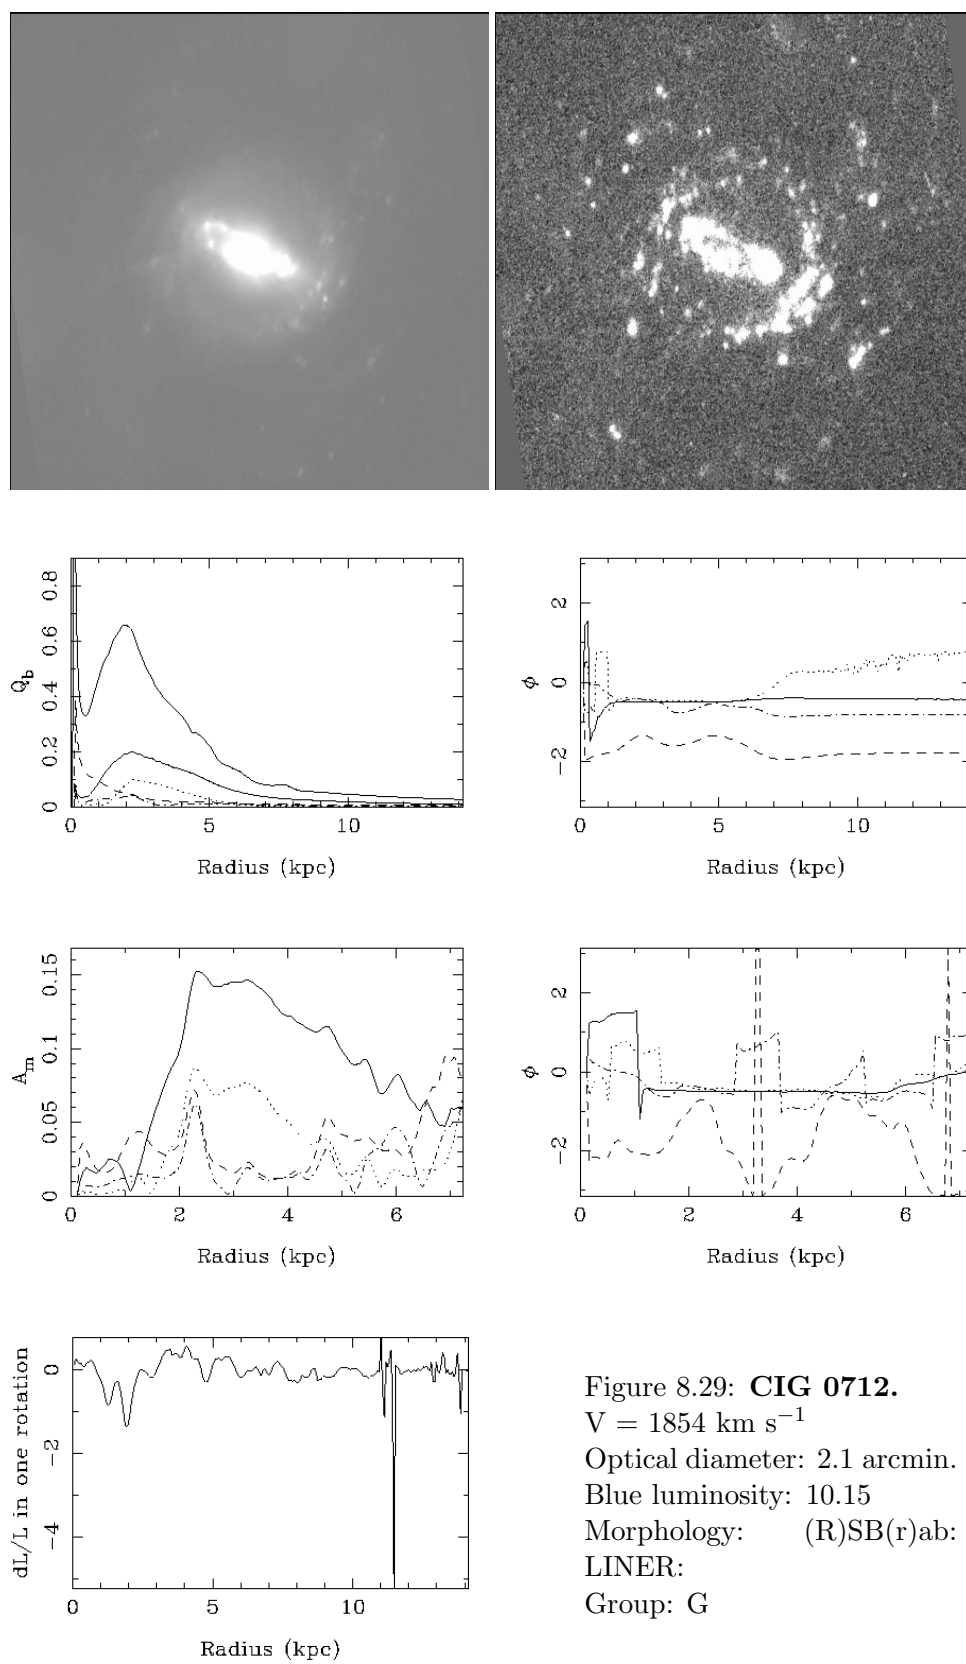 0.8
0.6
0.4
0.2
0
Q_b
0 5 10
Radius (kpc)
2
0
−2
ϕ
0 5 10
Radius (kpc)
0.15
0.1
0.05
0
A_m
0 2 4 6
Radius (kpc)
2
0
−2
ϕ
0 2 4 6
Radius (kpc)
0
−2
−4
dL/L in one rotation
0 5 10
Radius (kpc)
Figure 8.29: CIG 0712.
V = 1854 km s⁻¹
Optical diameter: 2.1 arcmin.
Blue luminosity: 10.15
Morphology: (R)SB(r)ab:
LINER:
Group: G